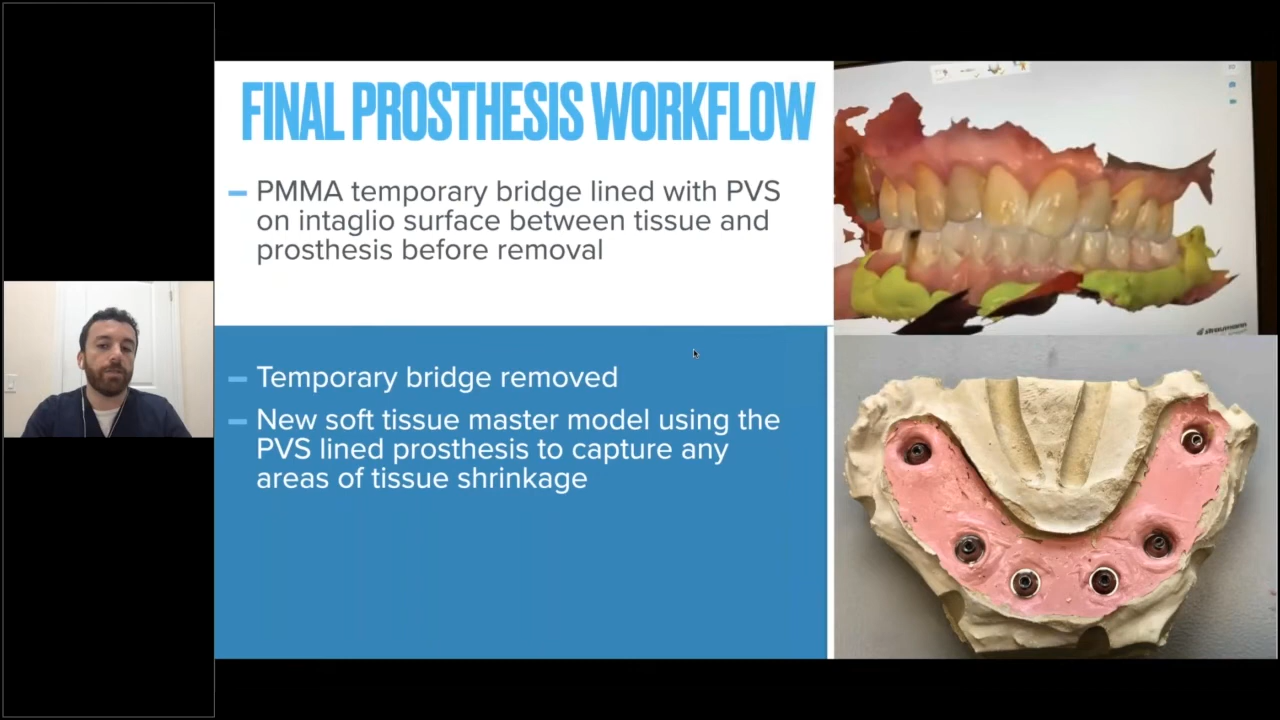 FINAL PROSTHESIS WORKFLOW
– PMMA temporary bridge lined with PVS
on intaglio surface between tissue and
prosthesis before removal
– Temporary bridge removed
– New soft tissue master model using the
PVS lined prosthesis to capture any
areas of tissue shrinkage
straumann